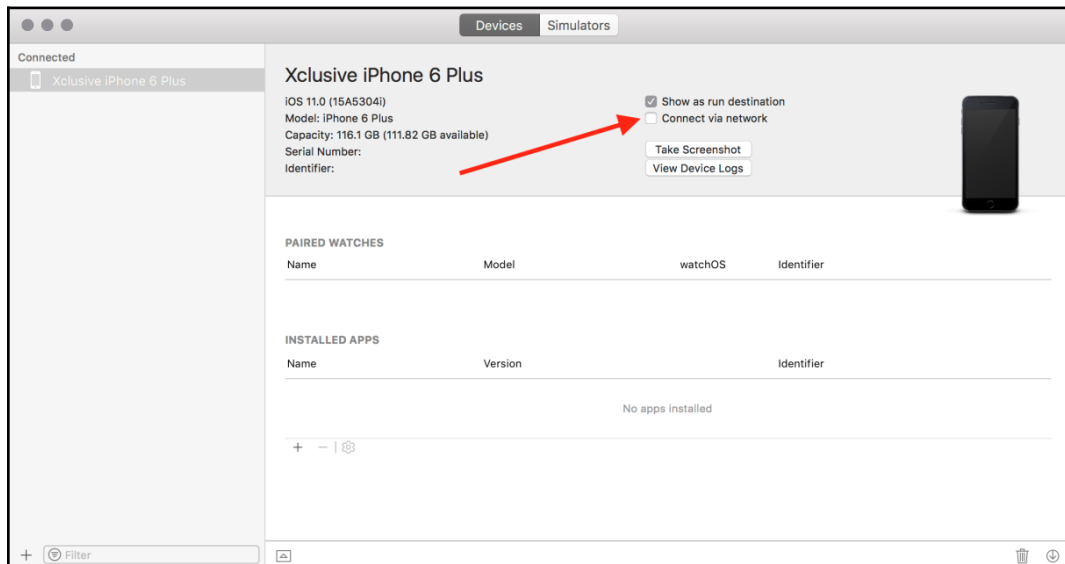 Devices Simulators
Connected
Xclusive iPhone 6 Plus
Xclusive iPhone 6 Plus
iOS 11.0 (15A5304i)
Model: iPhone 6 Plus
Capacity: 116.1 GB (111.82 GB available)
Serial Number:
Identifier:
Show as run destination
Connect via network
Take Screenshot
View Device Logs
PAIRED WATCHES
Name Model watchOS Identifier
INSTALLED APPS
Name Version Identifier
No apps installed
Filter